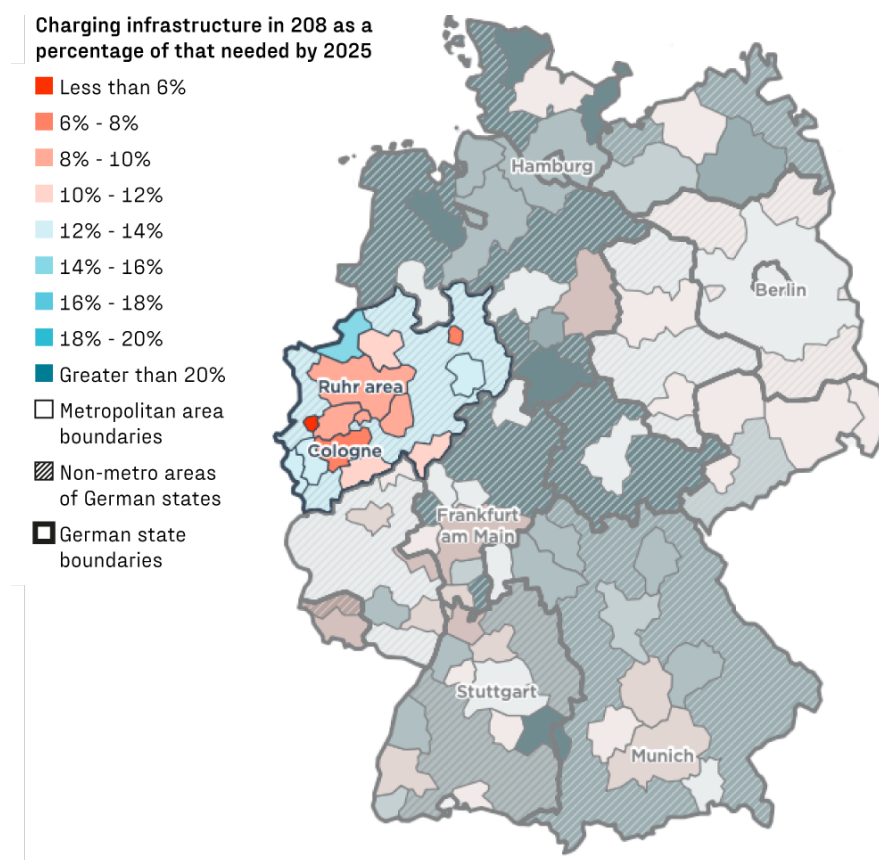 Charging infrastructure in 208 as a
percentage of that needed by 2025
Less than 6%
6% - 8%
8% - 10%
10% - 12%
12% - 14%
14% - 16%
16% - 18%
18% - 20%
Greater than 20%
Metropolitan area
boundaries
Non-metro areas
of German states
German state
boundaries
Hamburg
Berlin
Ruhr area
Cologne
Frankfurt
am Main
Stuttgart
Munich